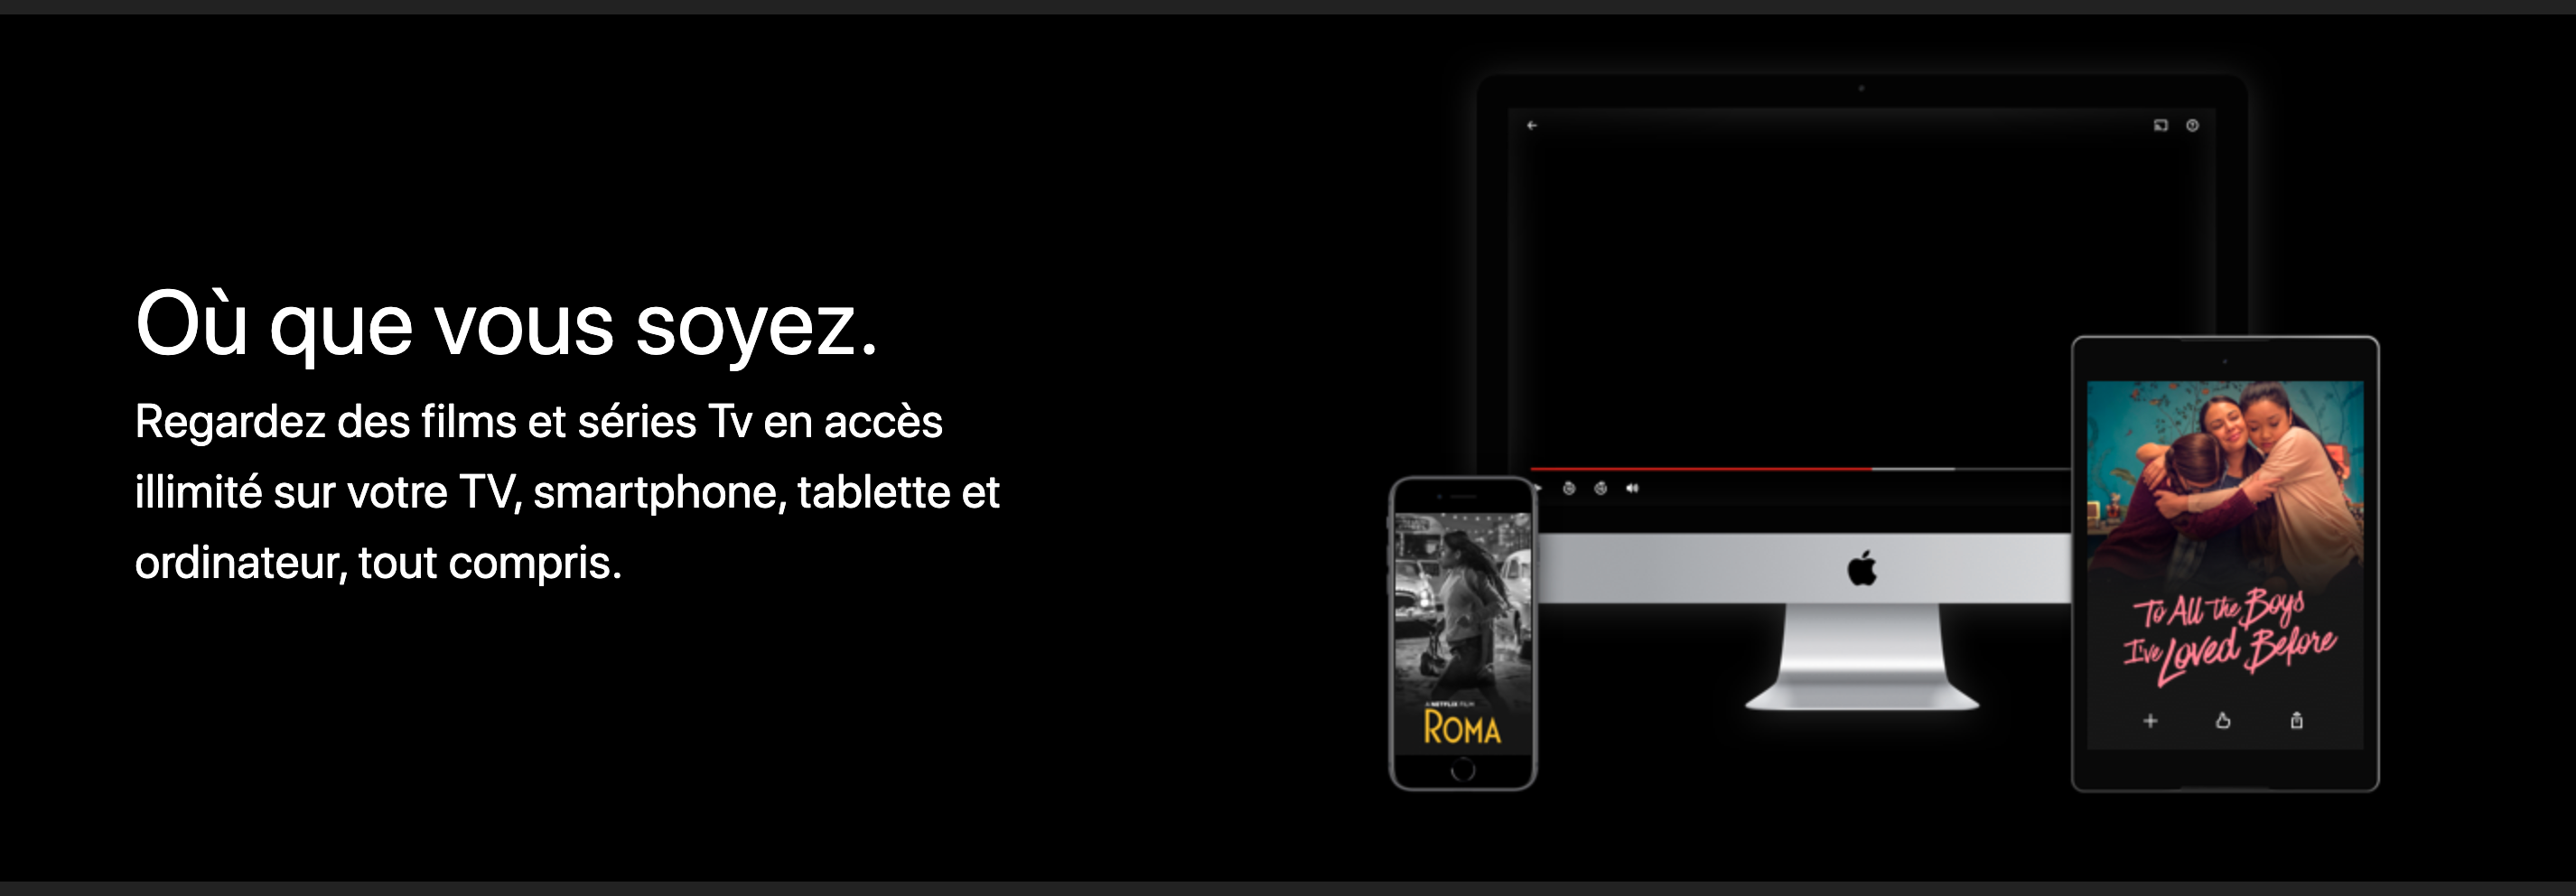 Où que vous soyez.
Regardez des films et séries Tv en accès
illimité sur votre TV, smartphone, tablette et
ordinateur, tout compris.
A NETFLIX FILM
ROMA
To All the Boys
I've Loved Before